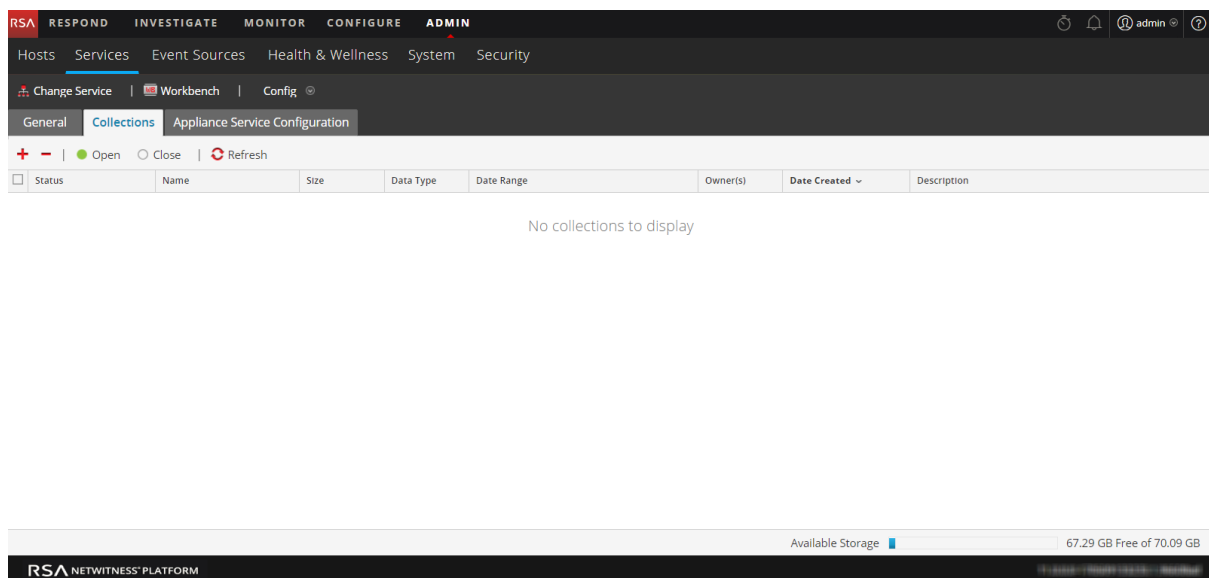 RSA RESPOND INVESTIGATE MONITOR CONFIGURE ADMIN admin
Hosts Services Event Sources Health & Wellness System Security
Change Service | Workbench | Config
General Collections Appliance Service Configuration
+ − | Open Close | Refresh
Status Name Size Data Type Date Range Owner(s) Date Created Description
No collections to display
Available Storage 67.29 GB Free of 70.09 GB
RSA NETWITNESS® PLATFORM